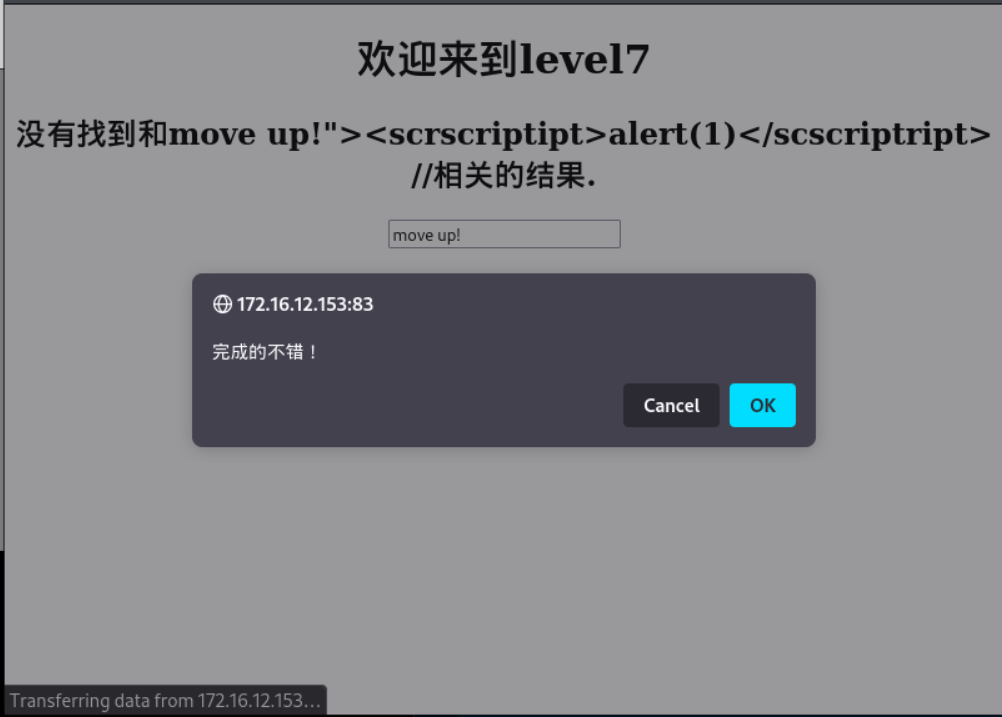 欢迎来到level7
没有找到和move up!"><scrscriptipt>alert(1)</scscriptript>
//相关的结果.
move up!
172.16.12.153:83
完成的不错！
Cancel OK
Transferring data from 172.16.12.153…